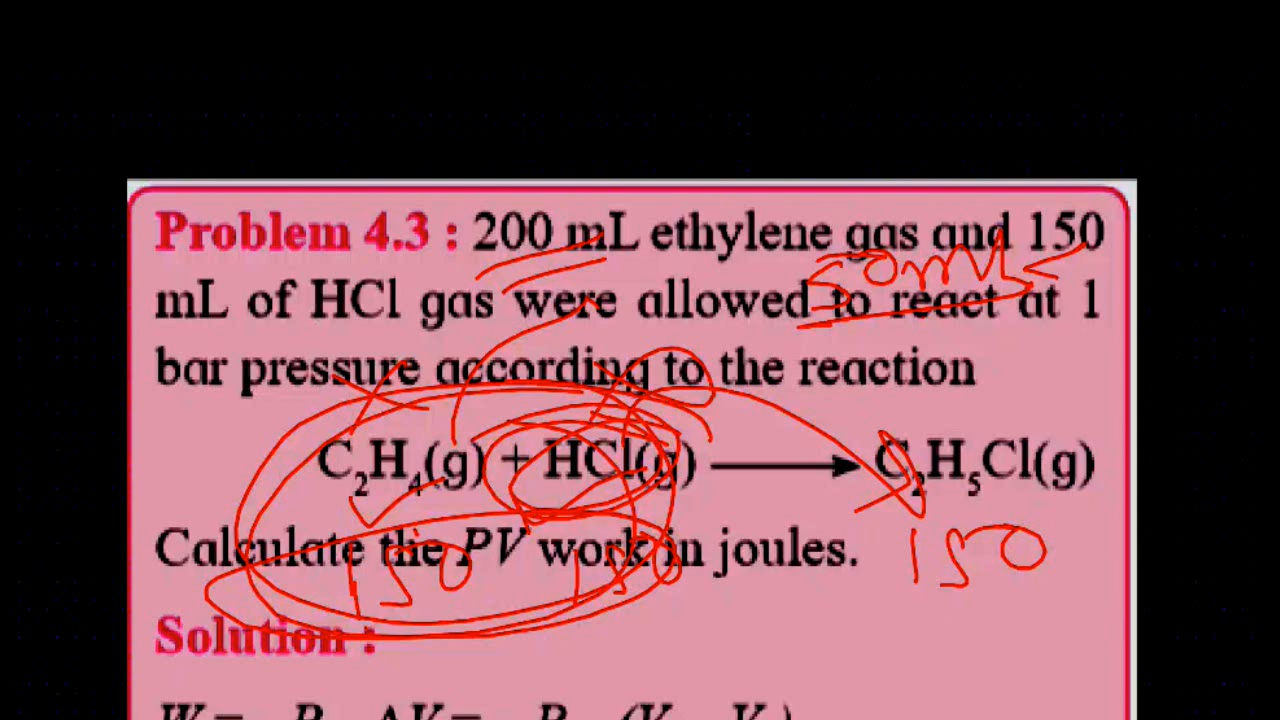 Problem 4.3 : 200 mL ethylene gas and 150
50ml
mL of HCl gas were allowed to react at 1
bar pressure according to the reaction
C₂H₄(g) + HCl(g) ⟶ C₂H₅Cl(g)
Calculate the PV work in joules.
150 150 150
Solution :